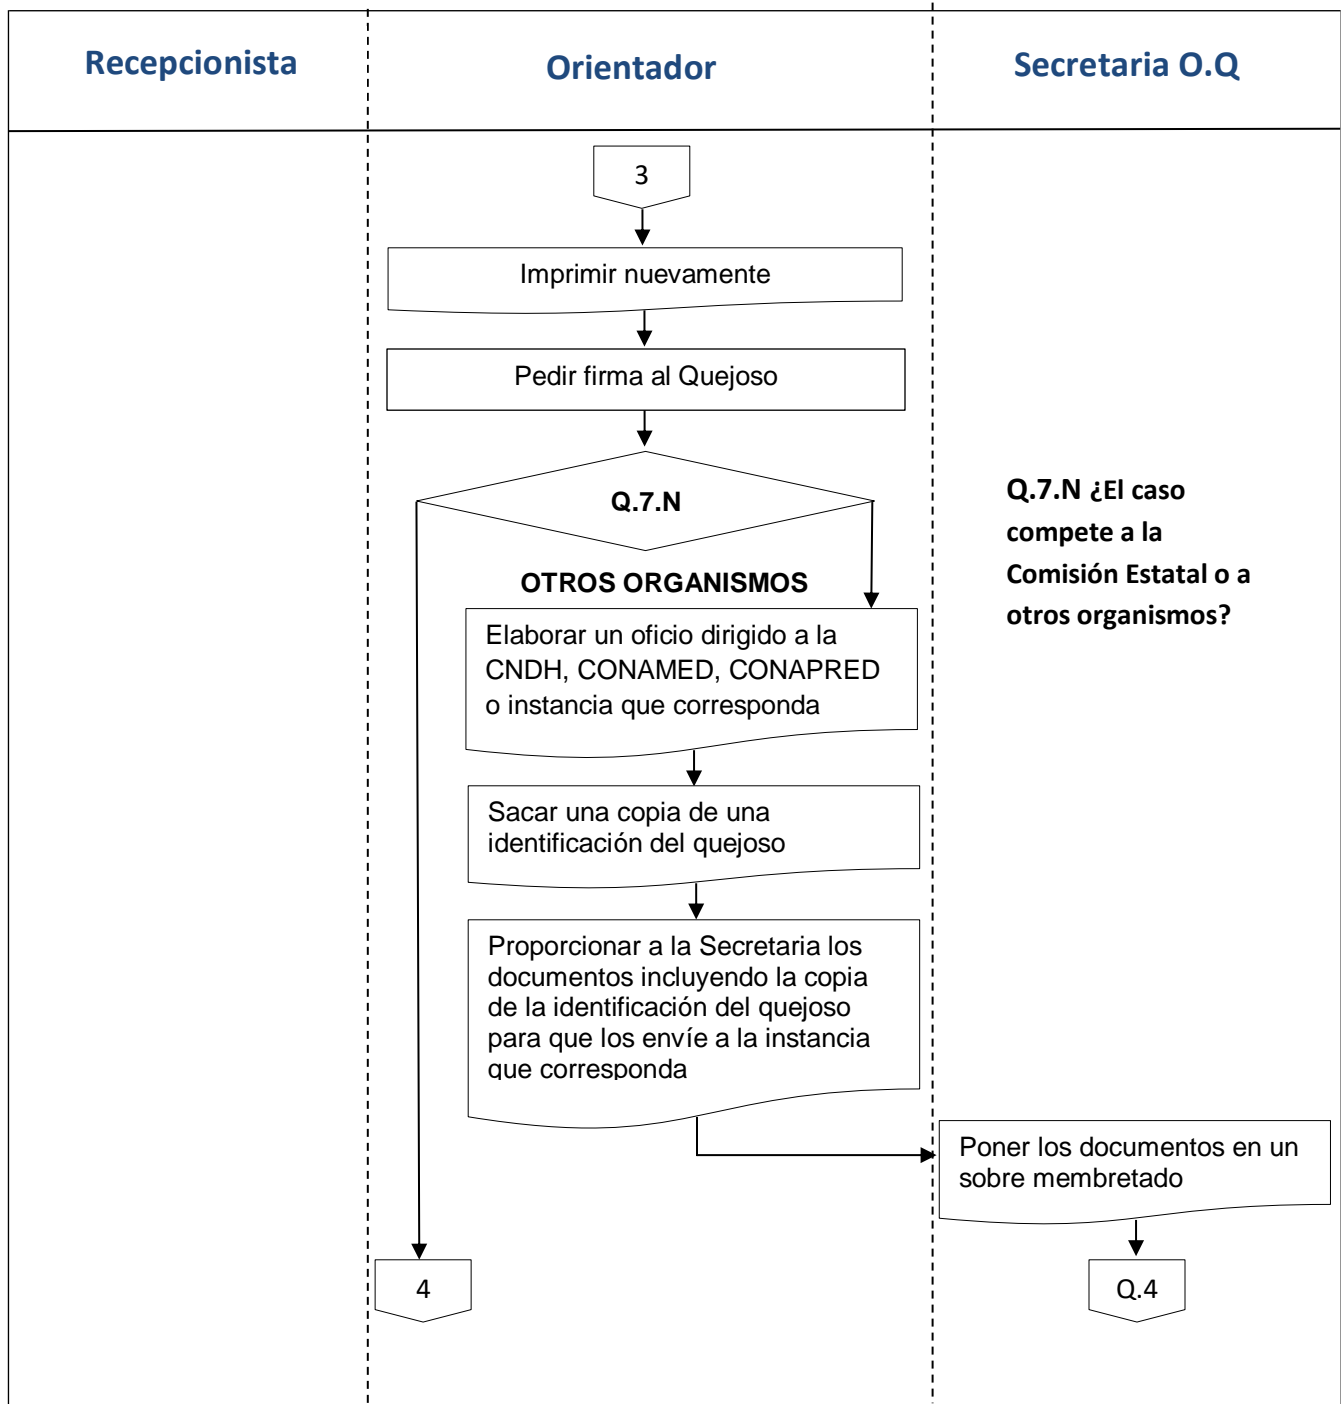 Recepcionista
Orientador
Secretaria O.Q
3
Imprimir nuevamente
Pedir firma al Quejoso
Q.7.N
Q.7.N ¿El caso
compete a la
Comisión Estatal o a
otros organismos?
OTROS ORGANISMOS
Elaborar un oficio dirigido a la
CNDH, CONAMED, CONAPRED
o instancia que corresponda
Sacar una copia de una
identificación del quejoso
Proporcionar a la Secretaria los
documentos incluyendo la copia
de la identificación del quejoso
para que los envíe a la instancia
que corresponda
Poner los documentos en un
sobre membretado
4
Q.4